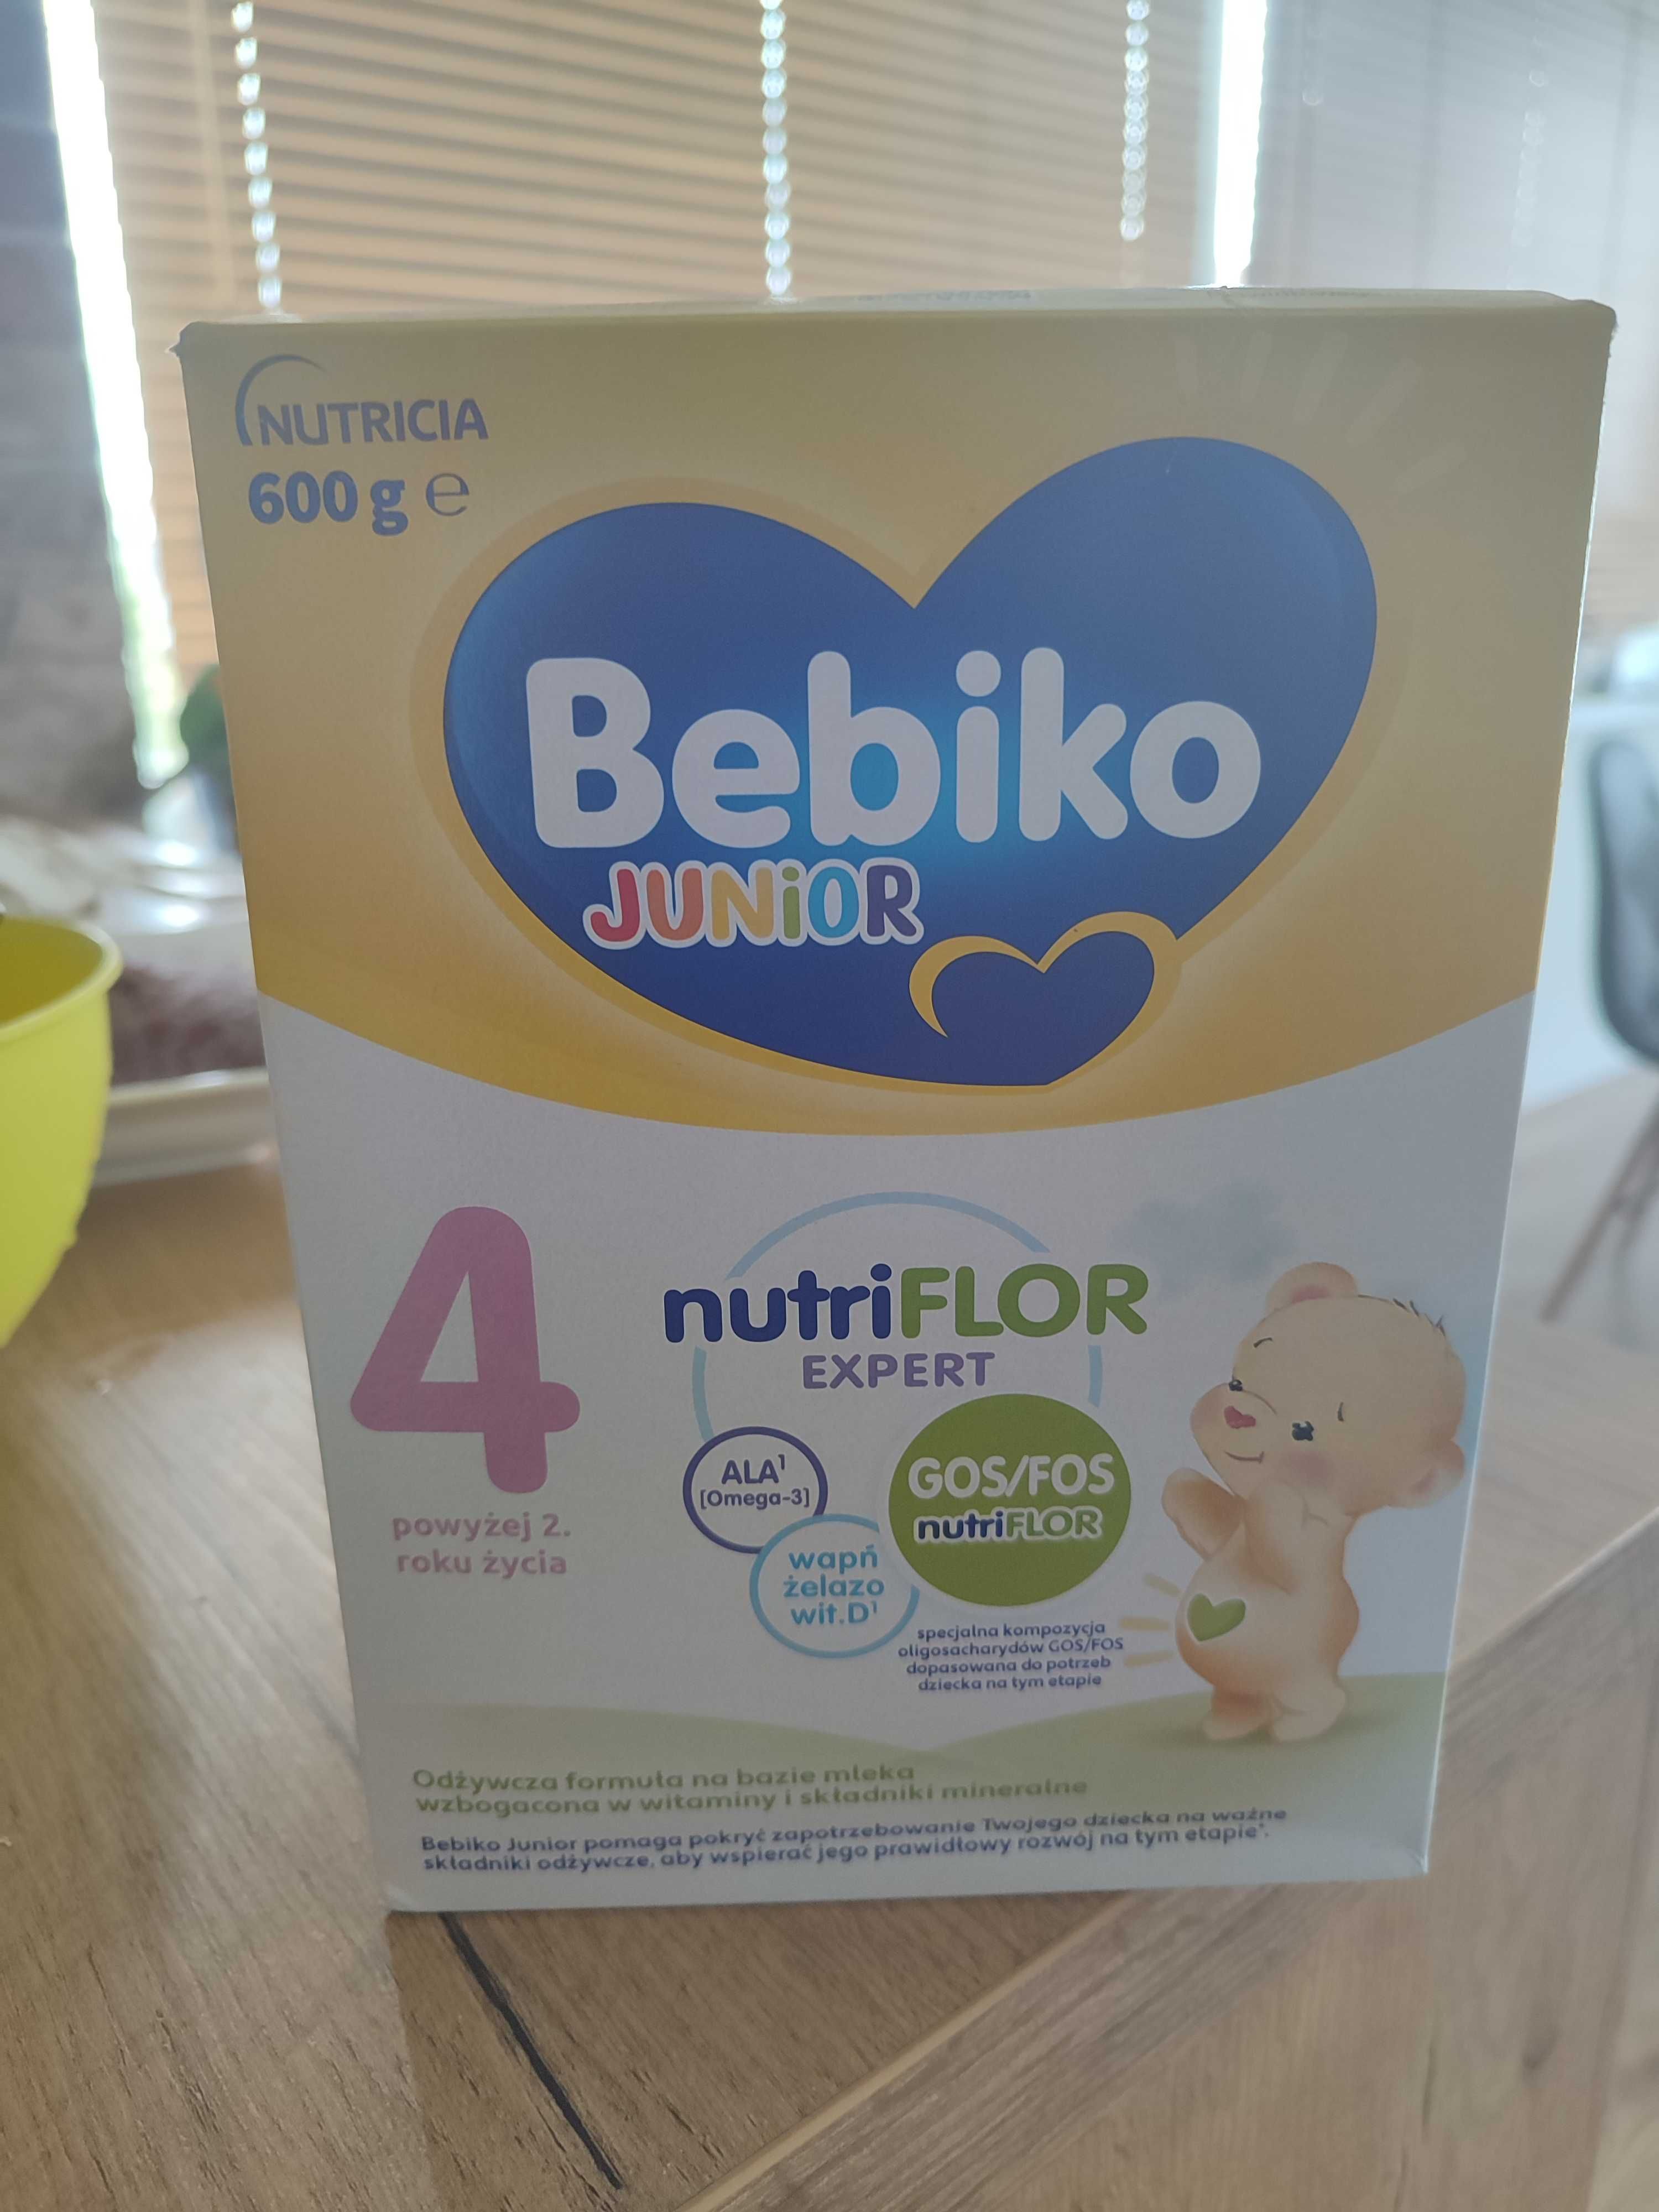 NUTRICIA
600 g ℮
Bebiko
JUNiOR
4
powyżej 2.
roku życia
nutriFLOR
EXPERT
ALA¹
[Omega-3]
wapń
żelazo
wit.D¹
GOS/FOS
nutriFLOR
specjalna kompozycja
oligosacharydów GOS/FOS
dopasowana do potrzeb
dziecka na tym etapie
Odżywcza formuła na bazie mleka
wzbogacona w witaminy i składniki mineralne
Bebiko Junior pomaga pokryć zapotrzebowanie Twojego dziecka na ważne
składniki odżywcze, aby wspierać jego prawidłowy rozwój na tym etapie*.